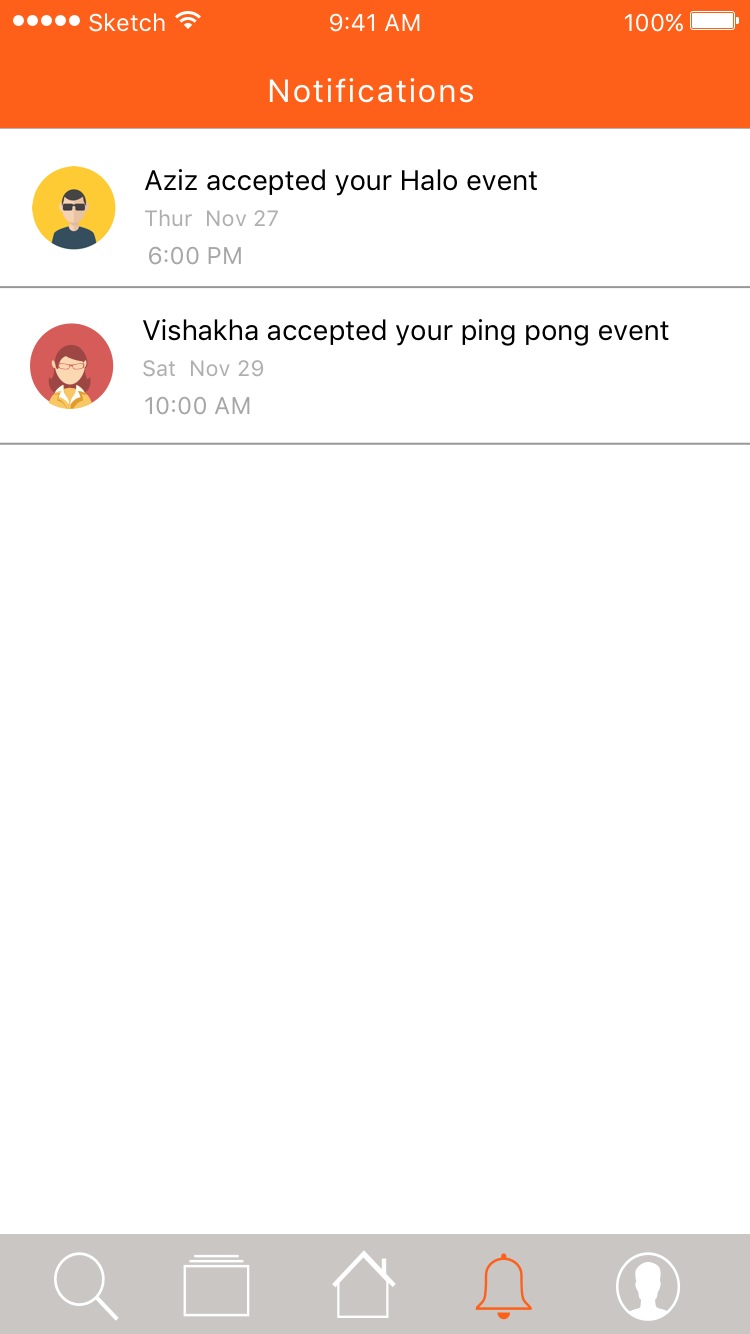 Sketch 9:41 AM 100%
Notifications
Aziz accepted your Halo event
Thur Nov 27
6:00 PM
Vishakha accepted your ping pong event
Sat Nov 29
10:00 AM